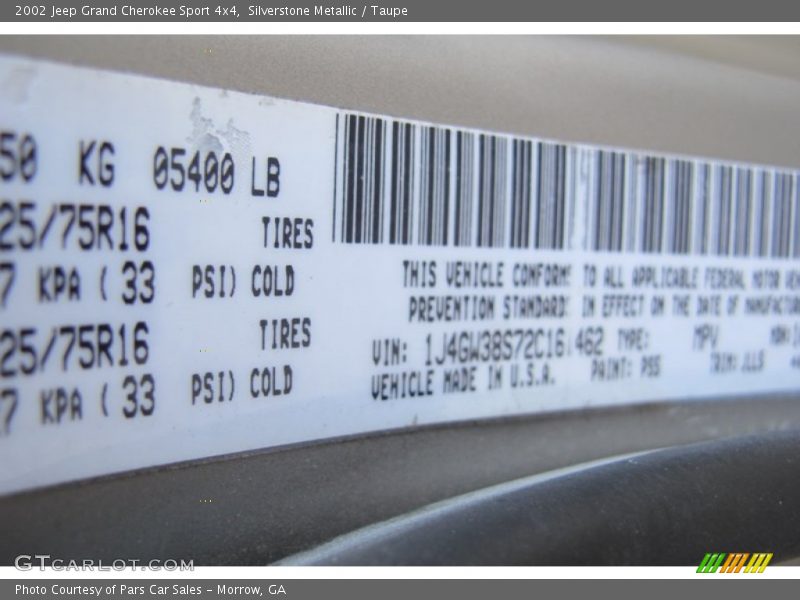 2002 Jeep Grand Cherokee Sport 4x4, Silverstone Metallic / Taupe
50 KG 05400 LB
25/75R16 TIRES
7 KPA ( 33 PSI) COLD
25/75R16 TIRES
7 KPA ( 33 PSI) COLD
THIS VEHICLE CONFORMS TO ALL APPLICABLE FEDERAL MOTOR
PREVENTION STANDARDS IN EFFECT ON THE DATE OF
VIN: TYPE: MPV
VEHICLE MADE IN U.S.A. PAINT: PS5 TRIM:
GTCARLOT.COM
Photo Courtesy of Pars Car Sales - Morrow, GA